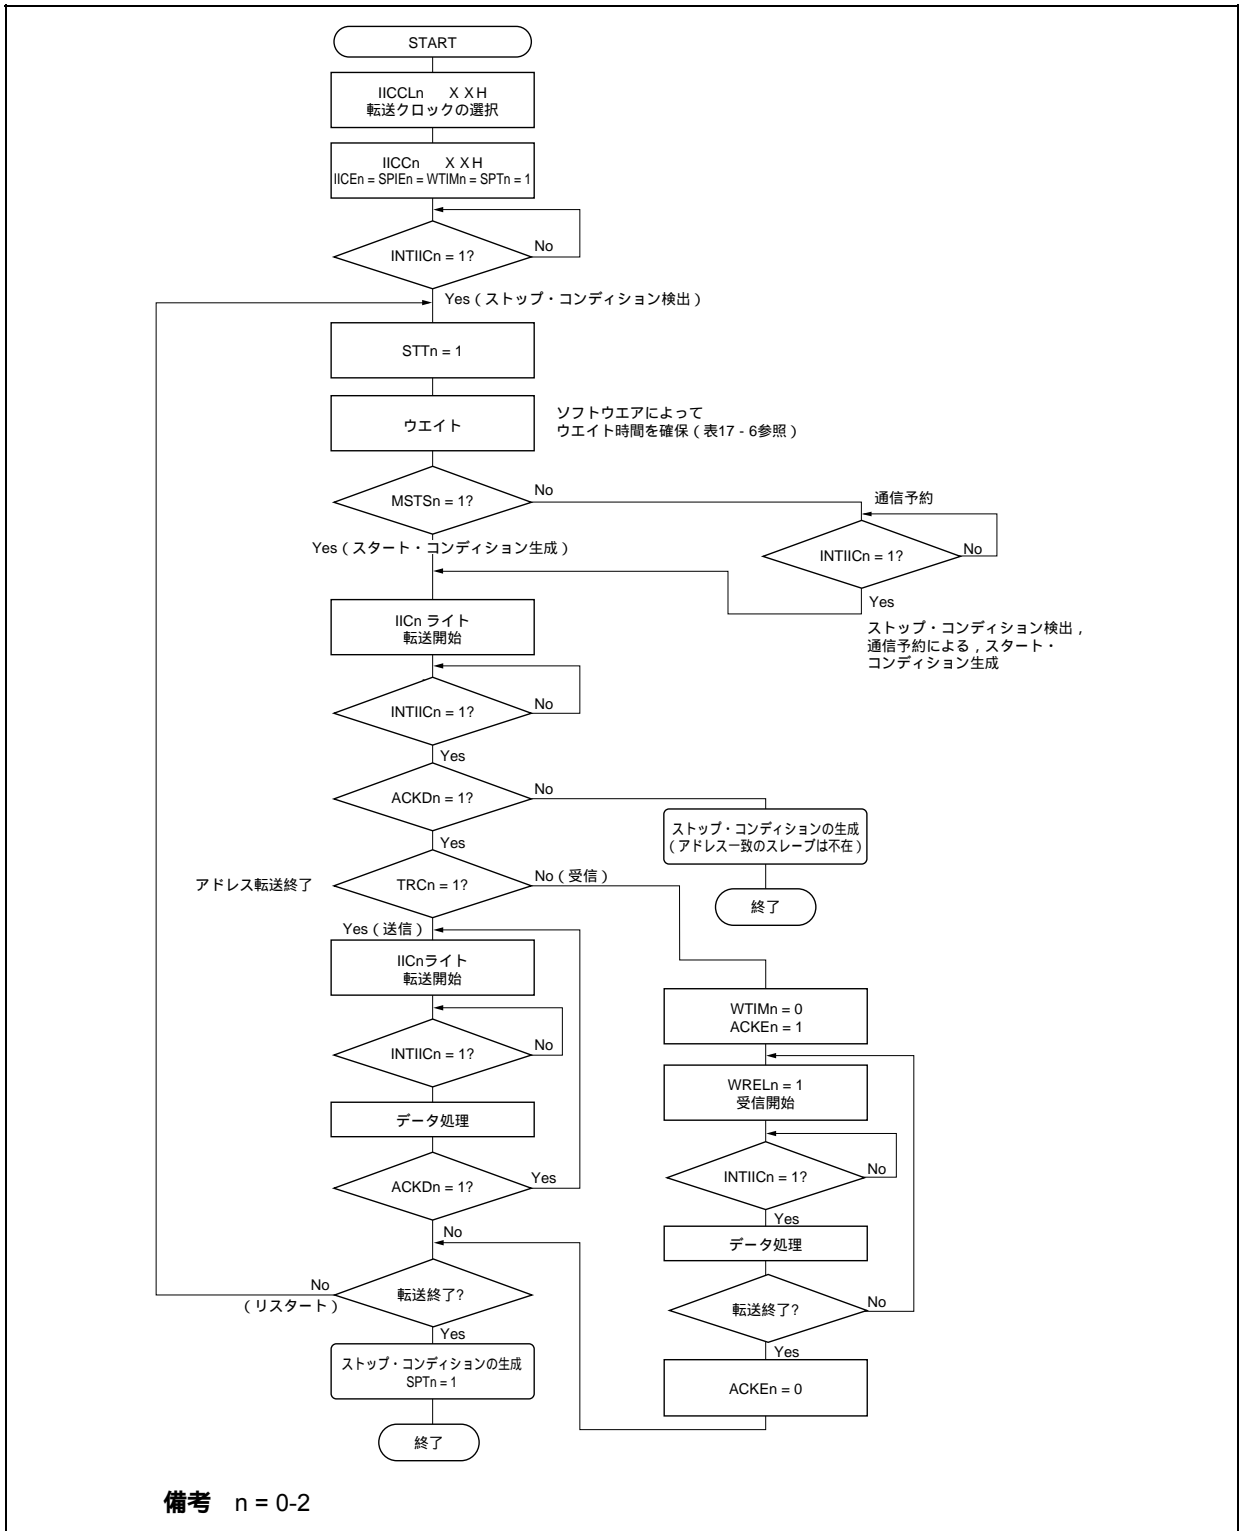 START
IICCLn　ＸＸH
転送クロックの選択
IICCn　ＸＸH
IICEn = SPIEn = WTIMn = SPTn = 1
INTIICn = 1?
No
Yes（ストップ・コンディション検出）
STTn = 1
ウエイト
ソフトウエアによって
ウエイト時間を確保（表17 - 6参照）
MSTSn = 1?
No
通信予約
INTIICn = 1?
No
Yes
ストップ・コンディション検出，
通信予約による，スタート・
コンディション生成
Yes（スタート・コンディション生成）
IICn ライト
転送開始
INTIICn = 1?
No
Yes
ACKDn = 1?
No
ストップ・コンディションの生成
（アドレス一致のスレーブは不在）
終了
Yes
アドレス転送終了
TRCn = 1?
No（受信）
Yes（送信）
IICnライト
転送開始
INTIICn = 1?
No
データ処理
ACKDn = 1?
Yes
No
WTIMn = 0
ACKEn = 1
WRELn = 1
受信開始
INTIICn = 1?
No
Yes
データ処理
転送終了?
No
Yes
ACKEn = 0
転送終了?
No
（リスタート）
Yes
ストップ・コンディションの生成
SPTn = 1
終了
備考　n = 0-2